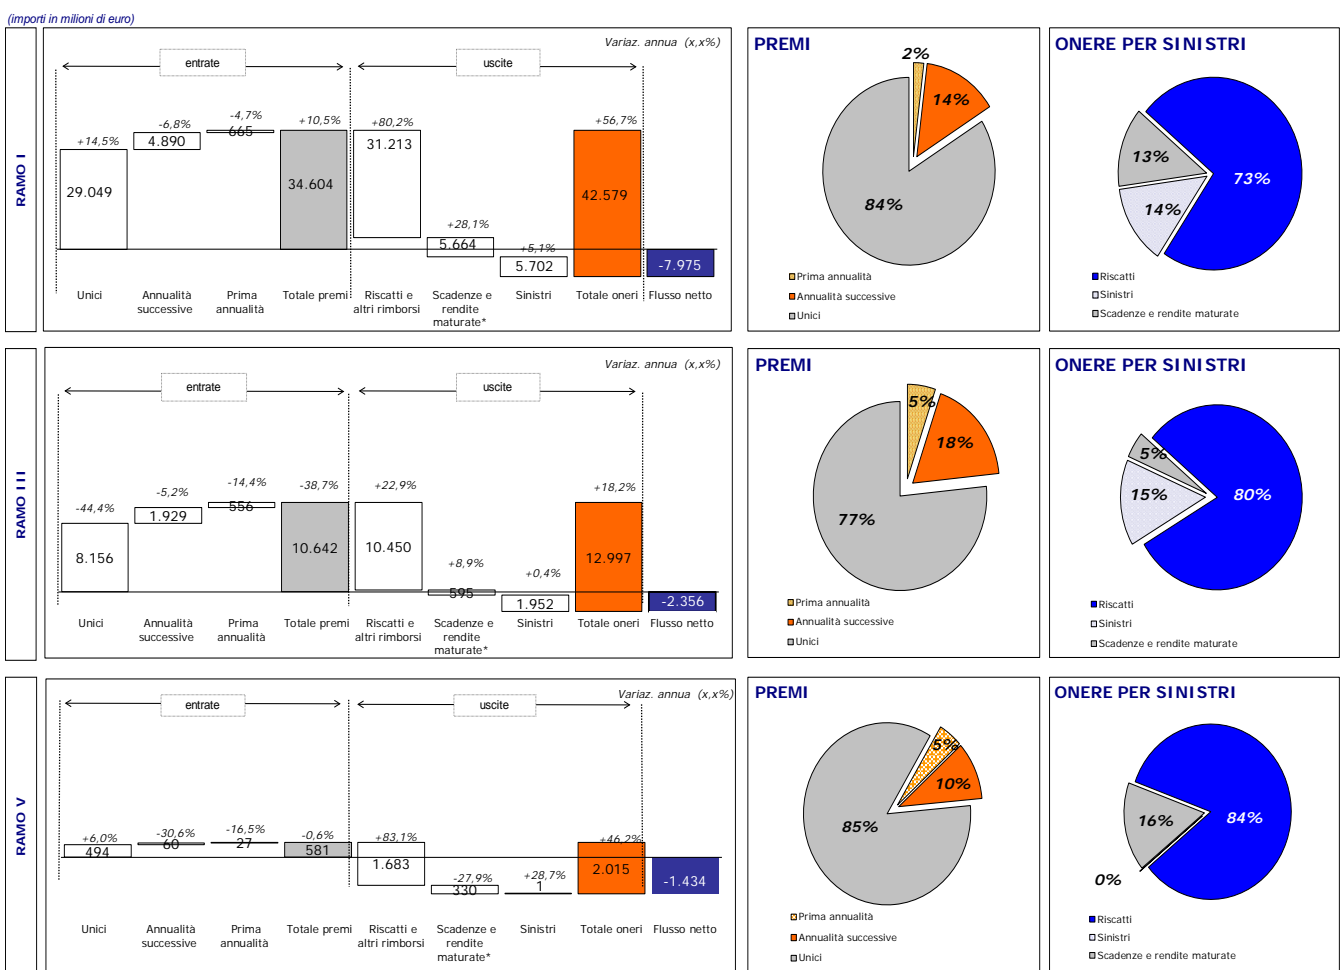 (importi in milioni di euro)
RAMO I
Variaz. annua (x,x%)
entrate
uscite
+14,5%
-6,8%
-4,7%
+10,5%
+80,2%
+28,1%
+5,1%
+56,7%
29.049
4.890
665
34.604
31.213
5.664
5.702
42.579
-7.975
Unici
Annualità successive
Prima annualità
Totale premi
Riscatti e altri rimborsi
Scadenze e rendite maturate*
Sinistri
Totale oneri
Flusso netto
PREMI
2%
14%
84%
Prima annualità
Annualità successive
Unici
ONERE PER SINISTRI
13%
73%
14%
Riscatti
Sinistri
Scadenze e rendite maturate
RAMO III
Variaz. annua (x,x%)
entrate
uscite
-44,4%
-5,2%
-14,4%
-38,7%
+22,9%
+8,9%
+0,4%
+18,2%
8.156
1.929
556
10.642
10.450
595
1.952
12.997
-2.356
Unici
Annualità successive
Prima annualità
Totale premi
Riscatti e altri rimborsi
Scadenze e rendite maturate*
Sinistri
Totale oneri
Flusso netto
PREMI
5%
18%
77%
Prima annualità
Annualità successive
Unici
ONERE PER SINISTRI
5%
15%
80%
Riscatti
Sinistri
Scadenze e rendite maturate
RAMO V
Variaz. annua (x,x%)
entrate
uscite
+6,0%
-30,6%
-16,5%
-0,6%
+83,1%
-27,9%
+28,7%
+46,2%
494
60
27
581
1.683
330
1
2.015
-1.434
Unici
Annualità successive
Prima annualità
Totale premi
Riscatti e altri rimborsi
Scadenze e rendite maturate*
Sinistri
Totale oneri
Flusso netto
PREMI
5%
10%
85%
Prima annualità
Annualità successive
Unici
ONERE PER SINISTRI
16%
84%
0%
Riscatti
Sinistri
Scadenze e rendite maturate